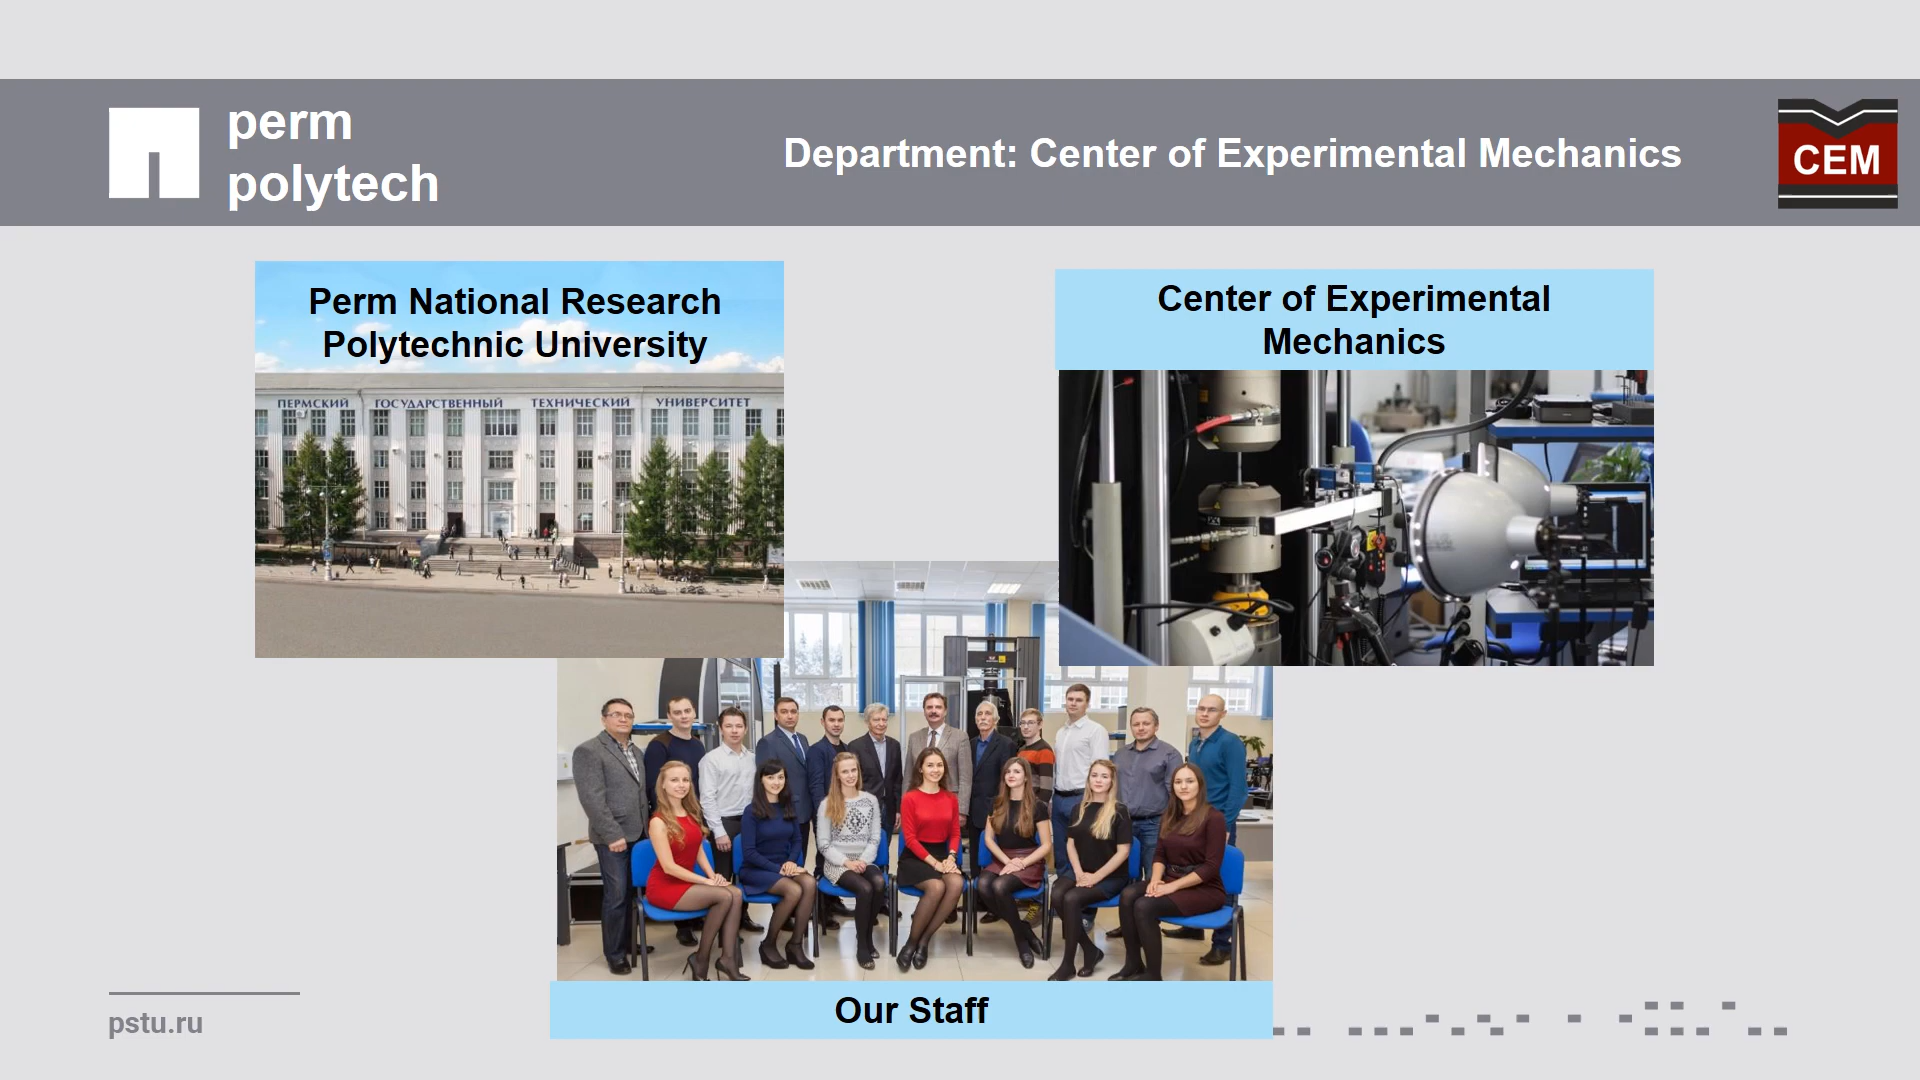 perm
polytech
Department: Center of Experimental Mechanics
CEM
Perm National Research
Polytechnic University
ПЕРМСКИЙ ГОСУДАРСТВЕННЫЙ ТЕХНИЧЕСКИЙ УНИВЕРСИТЕТ
Center of Experimental
Mechanics
Our Staff
pstu.ru